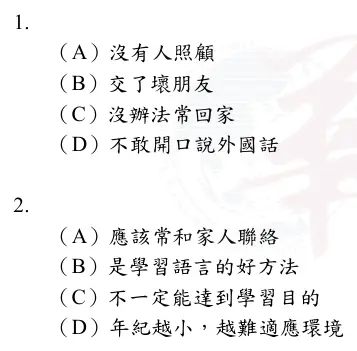 1.
（A）沒有人照顧
（B）交了壞朋友
（C）沒辦法常回家
（D）不敢開口說外國話
2.
（A）應該常和家人聯絡
（B）是學習語言的好方法
（C）不一定能達到學習目的
（D）年紀越小，越難適應環境